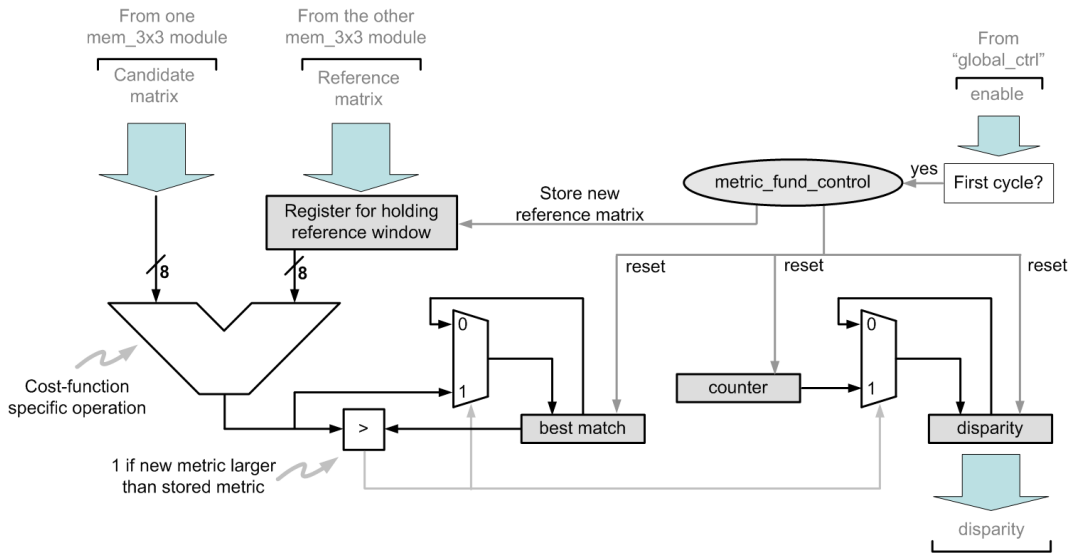 From one
mem_3x3 module
Candidate
matrix
From the other
mem_3x3 module
Reference
matrix
From
“global_ctrl”
enable
First cycle?
yes
metric_fund_control
Store new
reference matrix
Register for holding
reference window
reset
reset
reset
8
8
0
1
0
1
Cost-function
specific operation
counter
best match
>
disparity
1 if new metric larger
than stored metric
disparity